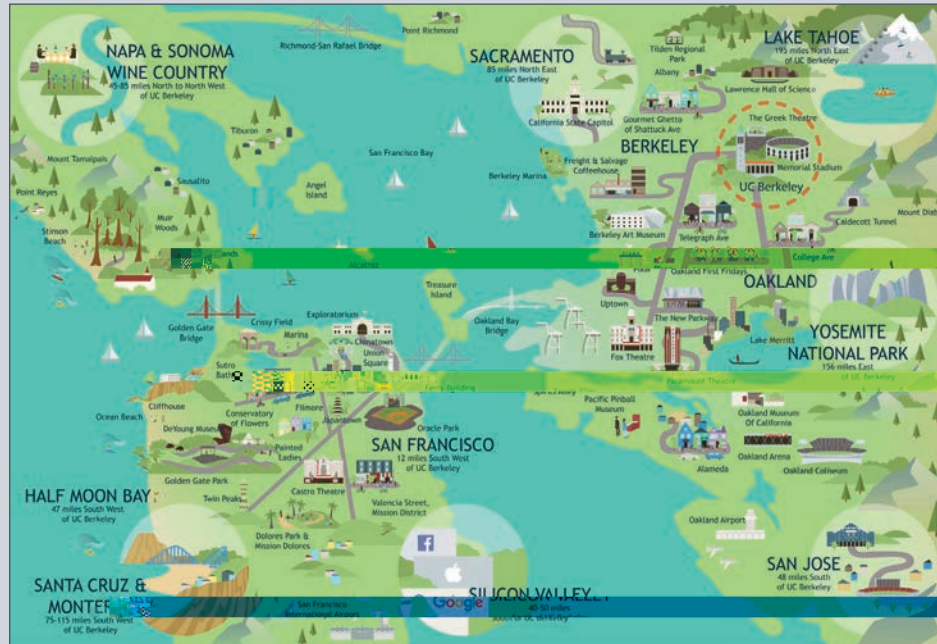 NAPA & SONOMA
WINE COUNTRY
45-85 miles North to North West
of UC Berkeley
Richmond-San Rafael Bridge
Point Richmond
SACRAMENTO
85 miles North East
of UC Berkeley
California State Capitol
Tilden Regional
Park
Albany
LAKE TAHOE
195 miles North East
of UC Berkeley
Lawrence Hall of Science
Gourmet Ghetto
of Shattuck Ave
The Greek Theatre
BERKELEY
Memorial Stadium
UC Berkeley
Tiburon
San Francisco Bay
Mount Tamalpais
Sausalito
Angel
Island
Berkeley Marina
Freight & Salvage
Coffeehouse
Point Reyes
Muir
Woods
Stinson
Beach
Berkeley Art Museum
Telegraph Ave
Caldecott Tunnel
College Ave
Alcatraz
Oakland First Fridays
OAKLAND
Treasure
Island
Uptown
The New Parkway
Oakland Bay
Bridge
Fox Theatre
Lake Merritt
YOSEMITE
NATIONAL PARK
156 miles East
of UC Berkeley
Golden Gate
Bridge
Crissy Field
Marina
Exploratorium
Chinatown
Union
Square
Sutro
Ferry Building
Paramount Theatre
Cliffhouse
Ocean Beach
Conservatory
of Flowers
Fillmore
Japantown
Oracle Park
DeYoung Museum
Painted
Ladies
SAN FRANCISCO
12 miles South West
of UC Berkeley
Pacific Pinball
Museum
Oakland Museum
Of California
Alameda
Oakland Arena
Oakland Coliseum
Golden Gate Park
Castro Theatre
Twin Peaks
Valencia Street,
Mission District
HALF MOON BAY
47 miles South West
of UC Berkeley
Dolores Park &
Mission Dolores
Oakland Airport
SAN JOSE
48 miles South
of UC Berkeley
SANTA CRUZ &
75-115 miles South West
of UC Berkeley
San Francisco
International Airport
Google
SILICON VALLEY
40-50 miles
South of UC Berkeley